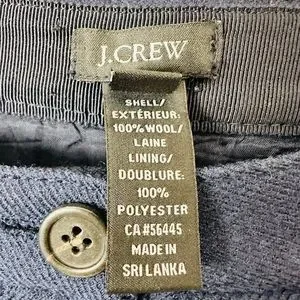 J.CREW
SHELL/
EXTÉRIEUR:
100%WOOL/
LAINE
LINING/
DOUBLURE:
100%
POLYESTER
CA#56445
MADE IN
SRI LANKA